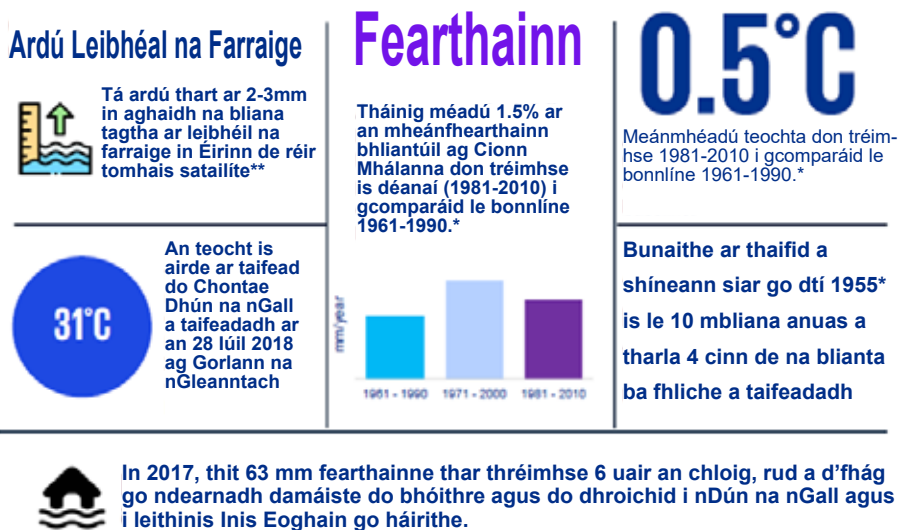 Ardú Leibhéal na Farraige
Tá ardú thart ar 2-3mm
in aghaidh na bliana
tagtha ar leibhéil na
farraige in Éirinn de réir
tomhais satailíte**
Fearthainn
Tháinig méadú 1.5% ar
an mheánfhearthainn
bhliantúil ag Cionn
Mhálanna don tréimhse
is déanaí (1981-2010) i
gcomparáid le bonnlíne
1961-1990.*
0.5°C
Meánmhéadú teochta don tréim-
hse 1981-2010 i gcomparáid le
bonnlíne 1961-1990.*
31°C
An teocht is
airde ar taifead
do Chontae
Dhún na nGall
a taifeadadh ar
an 28 Iúil 2018
ag Gorlann na
nGleanntach
mm/year
1961 - 1990 1971 - 2000 1981 - 2010
Bunaithe ar thaifid a
shíneann siar go dtí 1955*
is le 10 mbliana anuas a
tharla 4 cinn de na blianta
ba fhliche a taifeadadh
In 2017, thit 63 mm fearthainne thar thréimhse 6 uair an chloig, rud a d'fhág
go ndearnadh damáiste do bhóithre agus do dhroichid i nDún na nGall agus
i leithinis Inis Eoghain go háirithe.